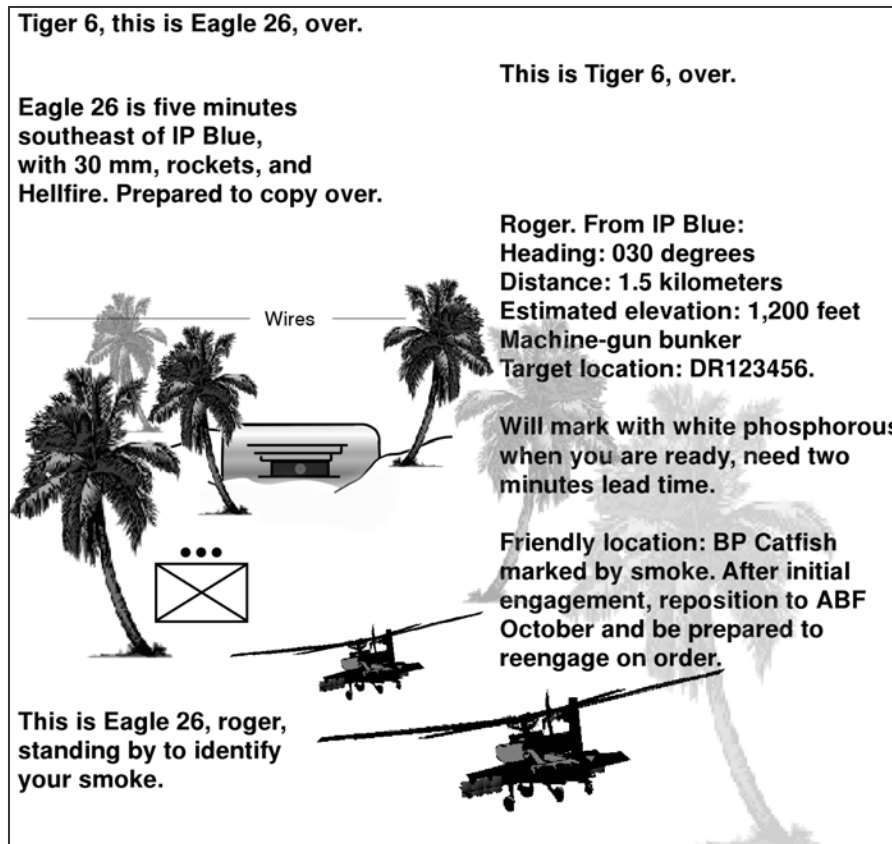 Tiger 6, this is Eagle 26, over.
This is Tiger 6, over.
Eagle 26 is five minutes
southeast of IP Blue,
with 30 mm, rockets, and
Hellfire. Prepared to copy over.
Roger. From IP Blue:
Heading: 030 degrees
Distance: 1.5 kilometers
Estimated elevation: 1,200 feet
Machine-gun bunker
Target location: DR123456.
Wires
Will mark with white phosphorous
when you are ready, need two
minutes lead time.
Friendly location: BP Catfish
marked by smoke. After initial
engagement, reposition to ABF
October and be prepared to
reengage on order.
This is Eagle 26, roger,
standing by to identify
your smoke.